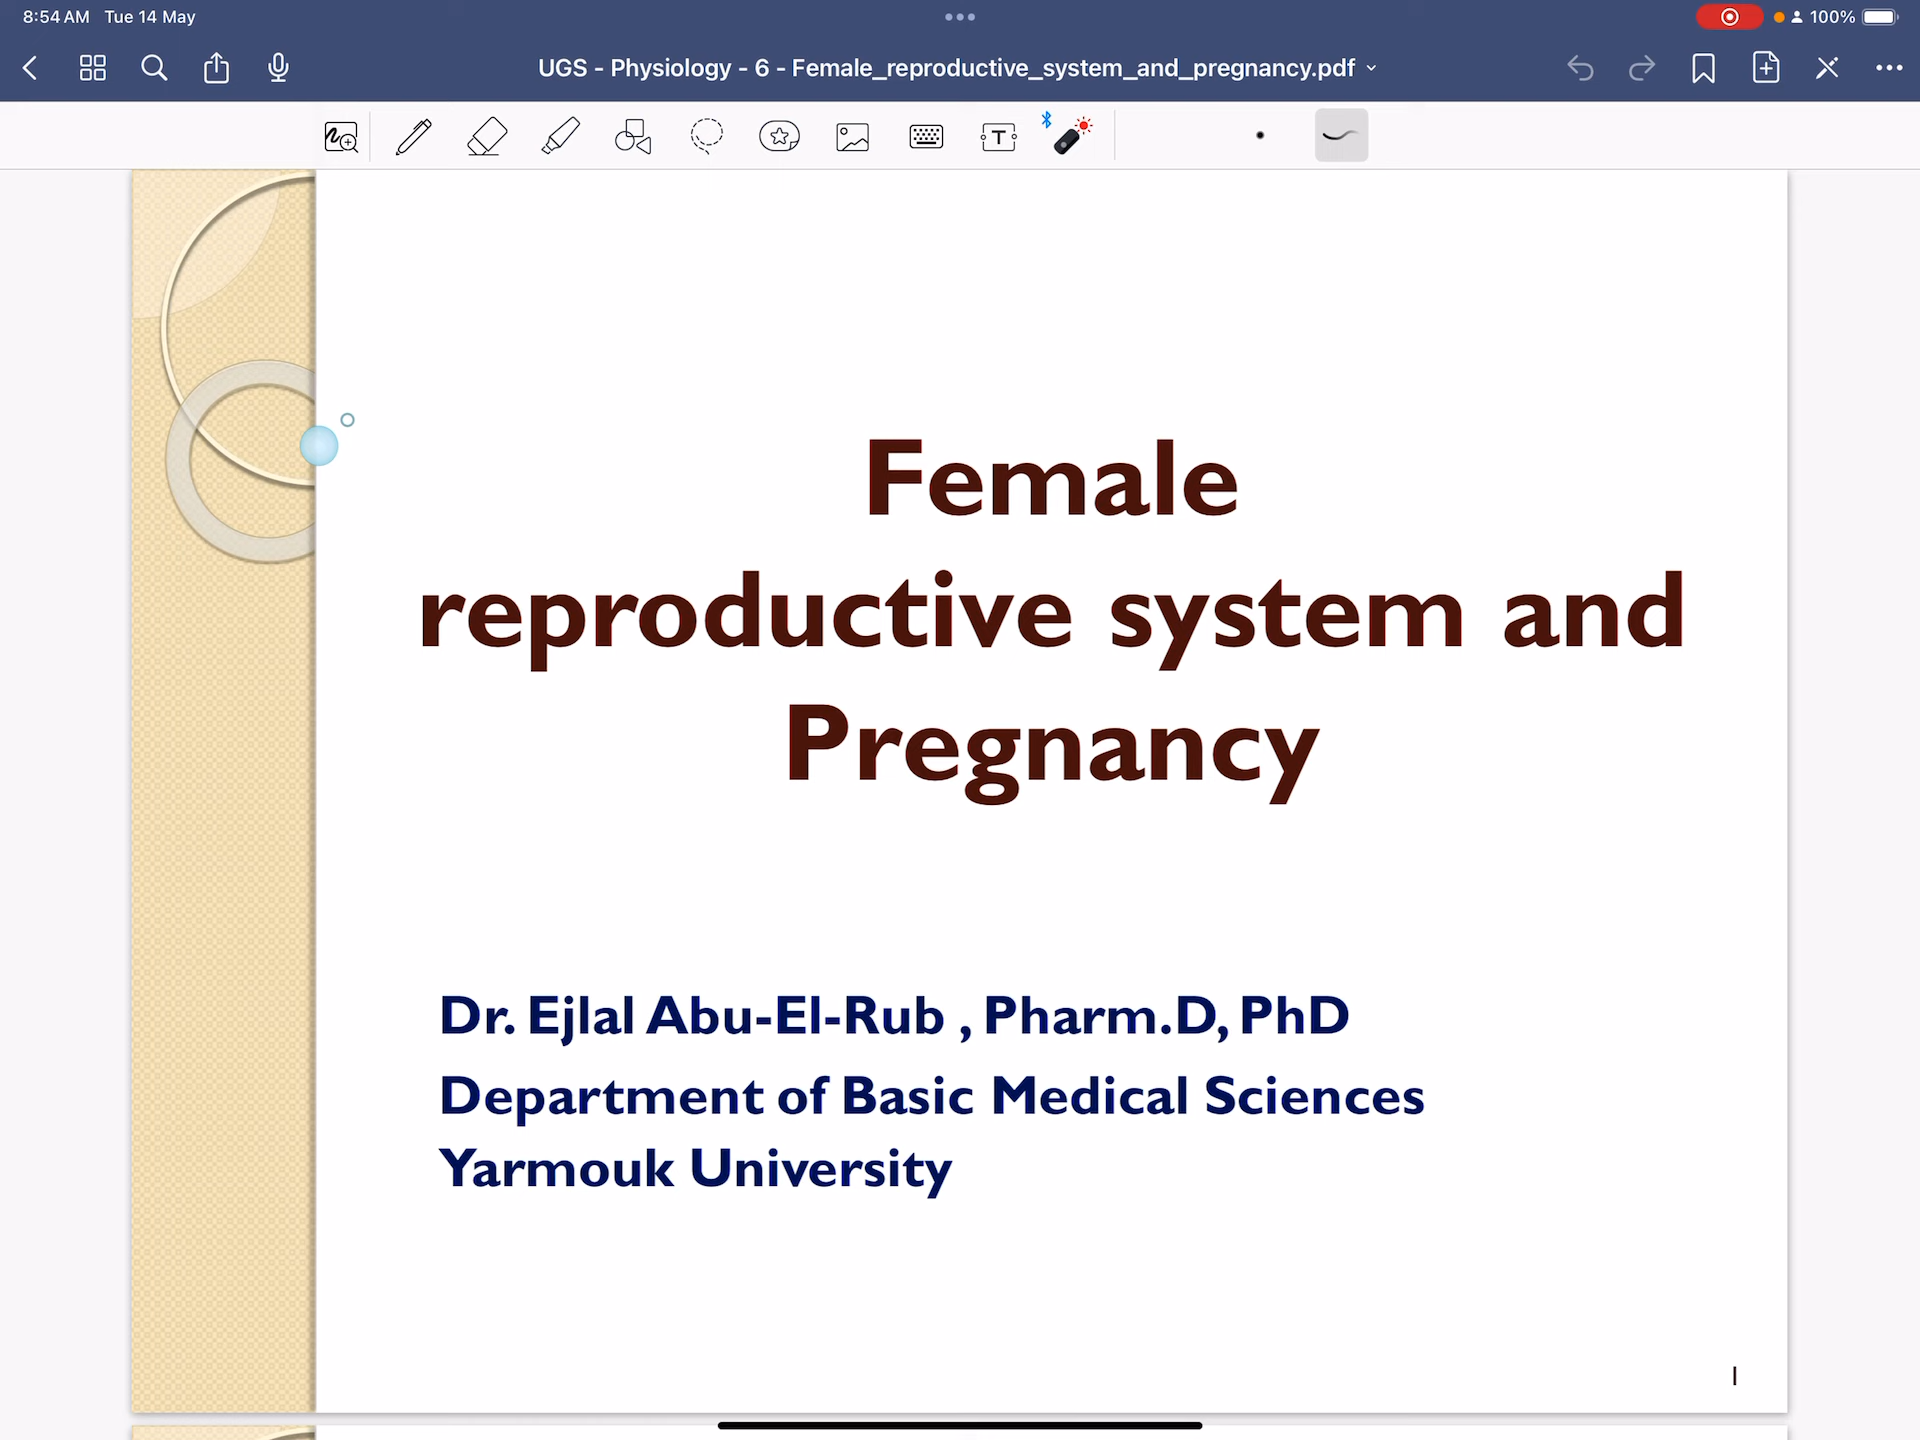 8:54 AM Tue 14 May
100%
UGS - Physiology - 6 - Female_reproductive_system_and_pregnancy.pdf
T
Female
reproductive system and
Pregnancy
Dr. Ejlal Abu-El-Rub , Pharm.D, PhD
Department of Basic Medical Sciences
Yarmouk University
1